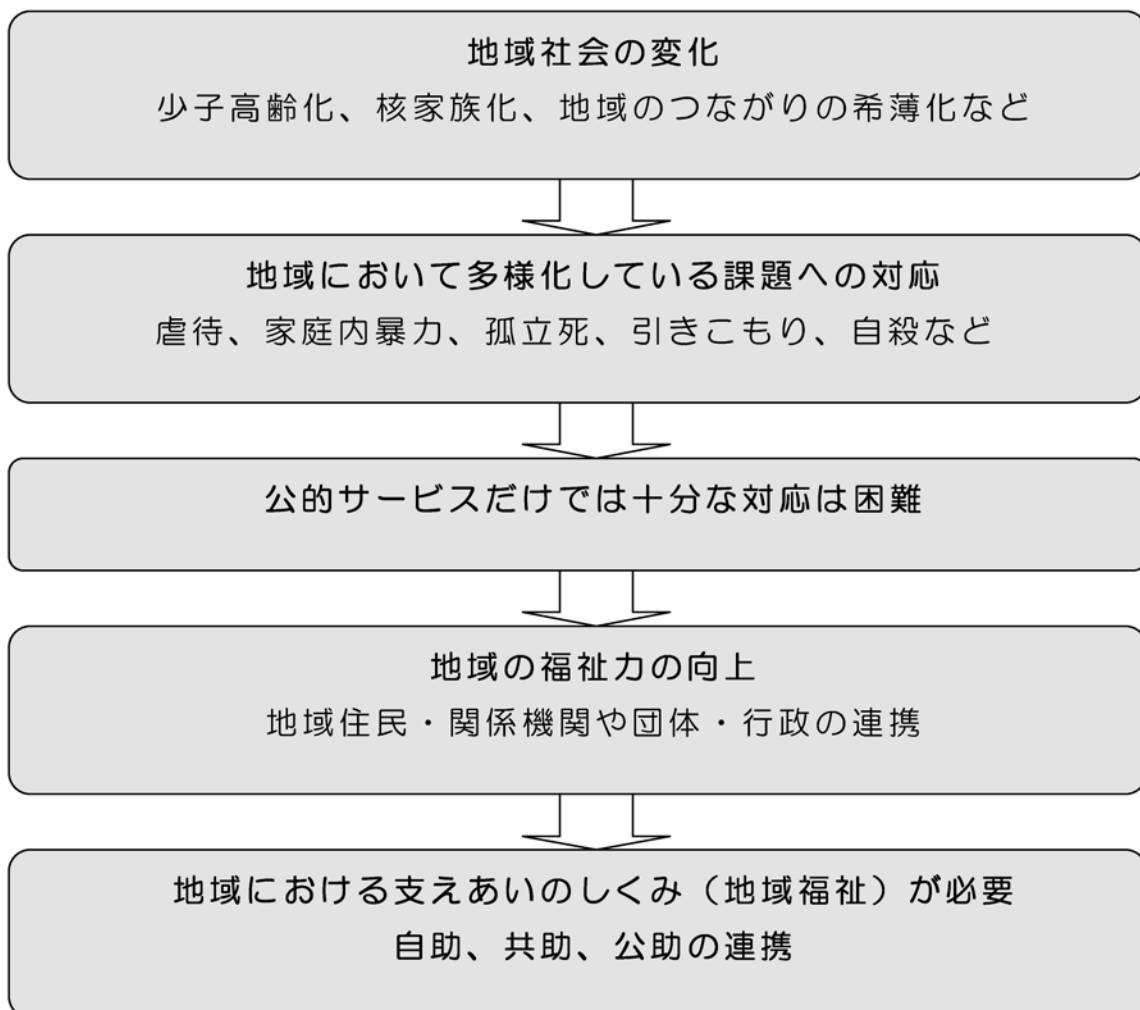 地域社会の変化
少子高齢化、核家族化、地域のつながりの希薄化など
地域において多様化している課題への対応
虐待、家庭内暴力、孤立死、引きこもり、自殺など
公的サービスだけでは十分な対応は困難
地域の福祉力の向上
地域住民・関係機関や団体・行政の連携
地域における支えあいのしくみ（地域福祉）が必要
自助、共助、公助の連携